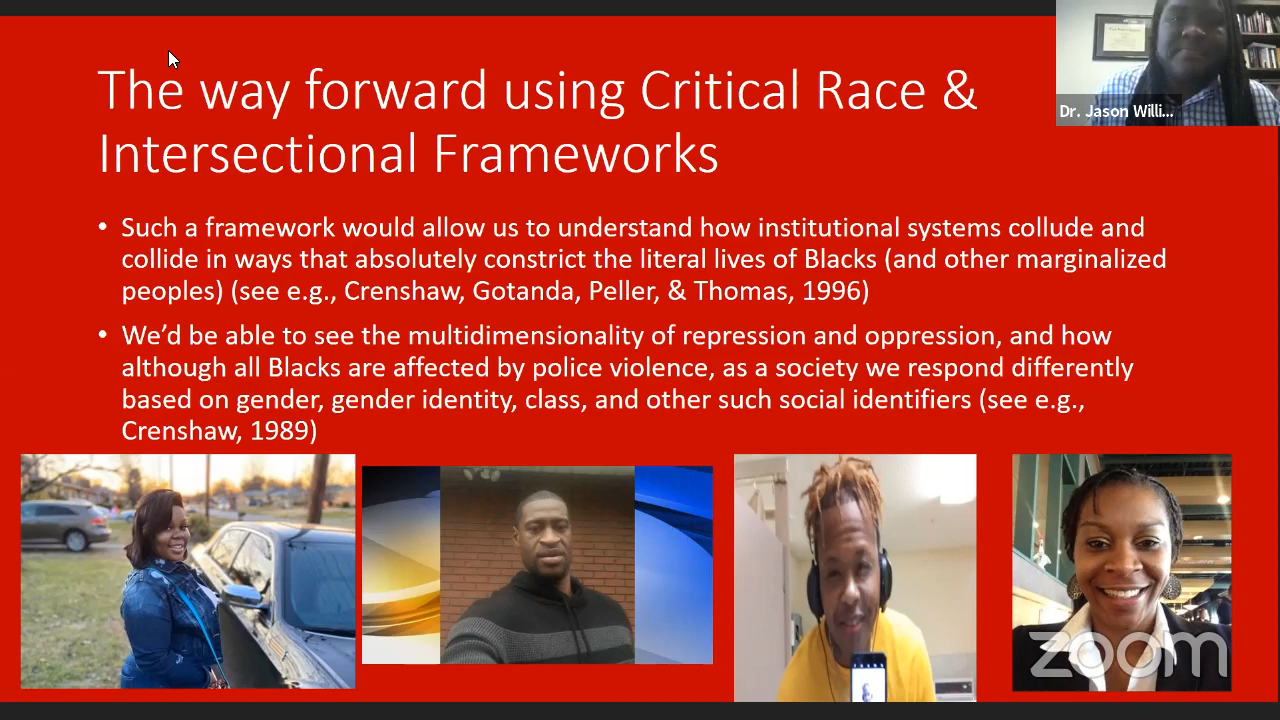 The way forward using Critical Race &
Intersectional Frameworks
Dr. Jason Willi...
• Such a framework would allow us to understand how institutional systems collude and
collide in ways that absolutely constrict the literal lives of Blacks (and other marginalized
peoples) (see e.g., Crenshaw, Gotanda, Peller, & Thomas, 1996)
• We’d be able to see the multidimensionality of repression and oppression, and how
although all Blacks are affected by police violence, as a society we respond differently
based on gender, gender identity, class, and other such social identifiers (see e.g.,
Crenshaw, 1989)
zoom